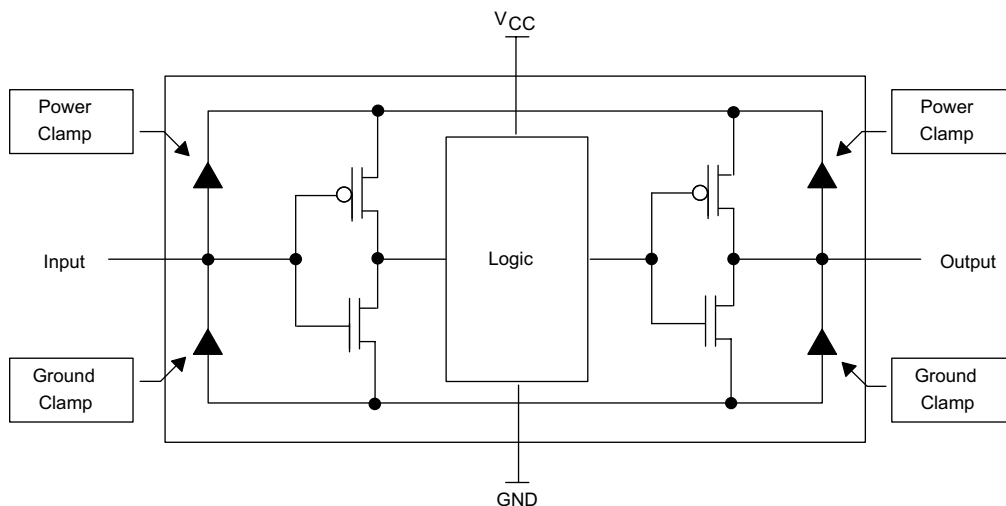 VCC
Power
Clamp
Power
Clamp
Input
Logic
Output
Ground
Clamp
Ground
Clamp
GND